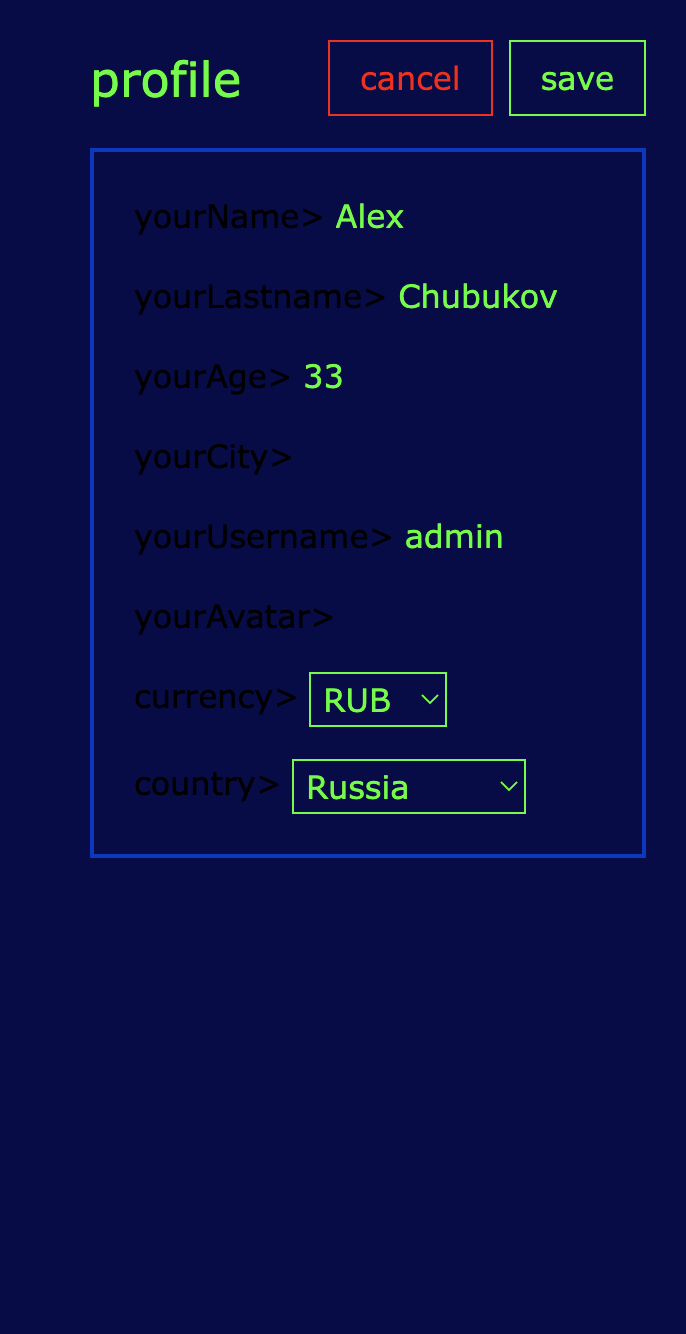 profile cancel save
yourName> Alex
yourLastname> Chubukov
yourAge> 33
yourCity>
yourUsername> admin
yourAvatar>
currency> RUB
country> Russia